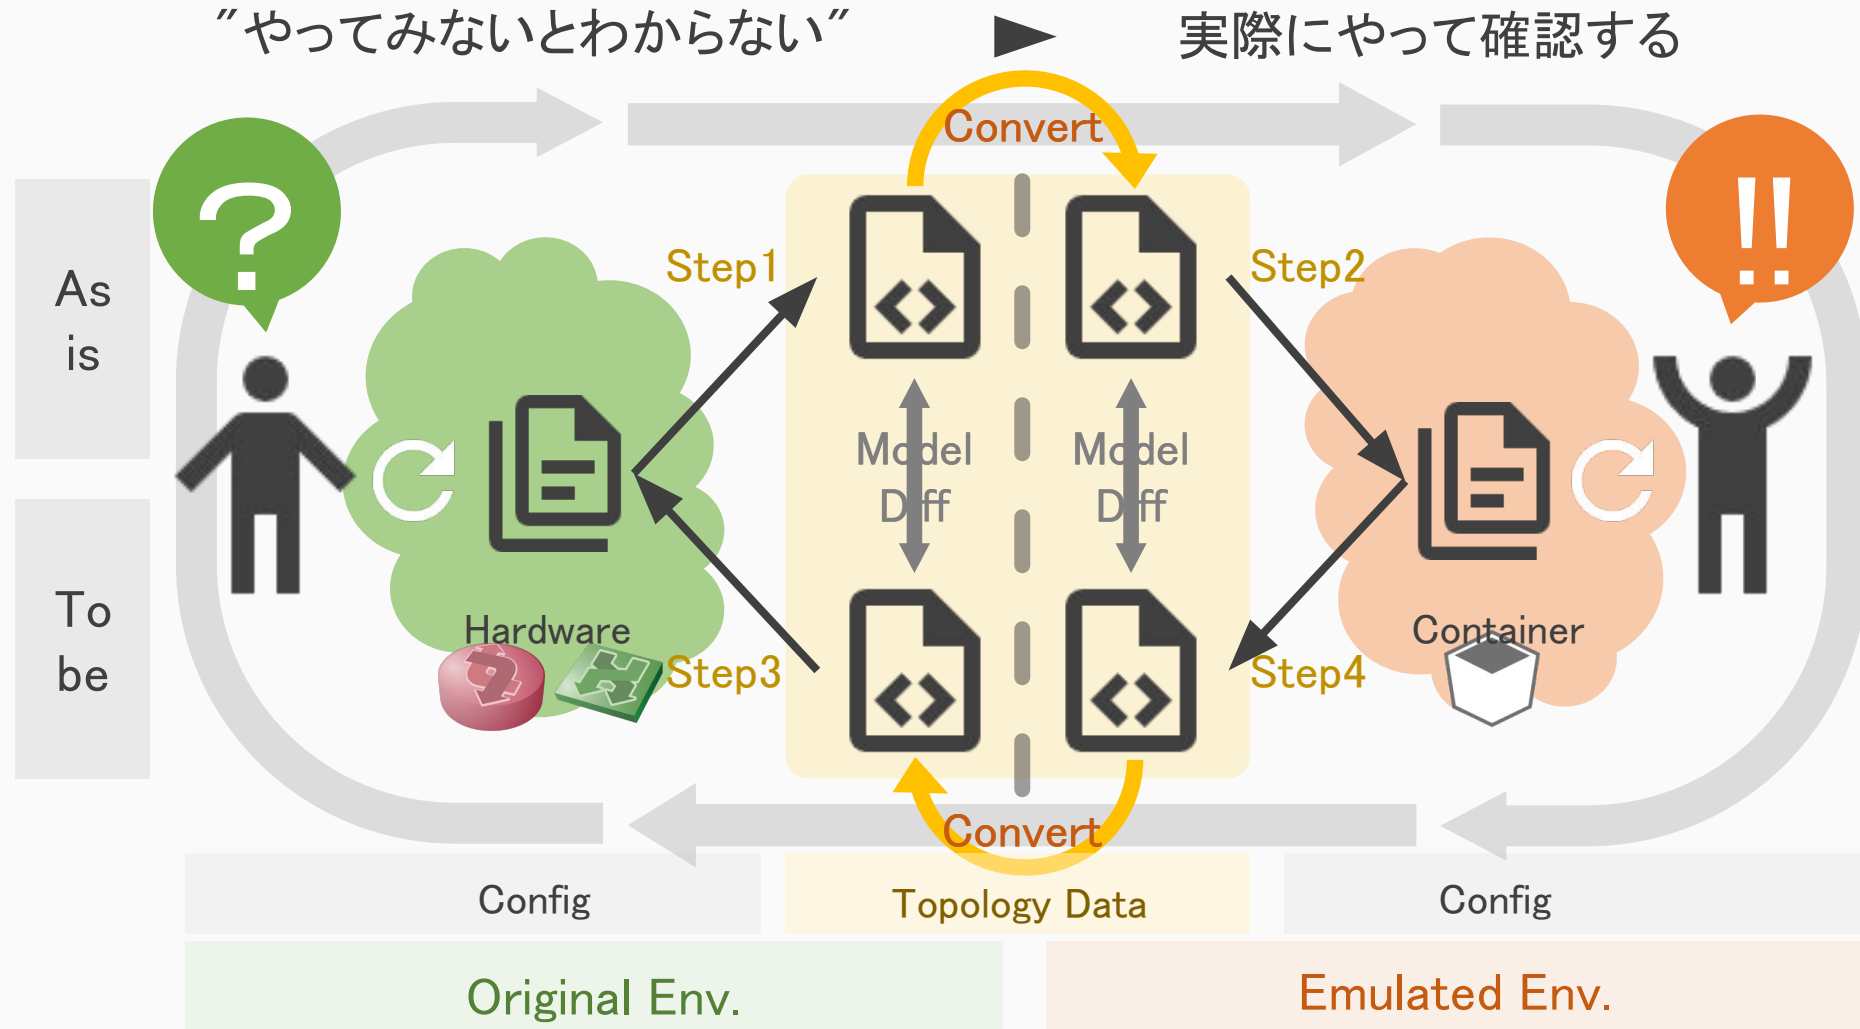 "やってみないとわからない" ▶ 実際にやって確認する
Convert
?
!!
As
is
Step1
Step2
Model
Diff
Model
Diff
To
be
Hardware
Container
Step3
Step4
Convert
Config
Topology Data
Config
Original Env.
Emulated Env.